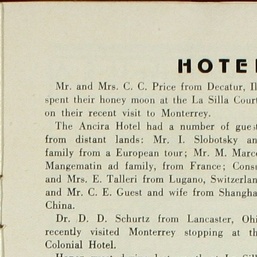 HOTE
Mr. and Mrs. C. C. Price from Decatur, Il
spent their honey moon at the La Silla Court
on their recent visit to Monterrey.
The Ancira Hotel had a number of guest
from distant lands: Mr. I. Slobotsky an
family from a European tour; Mr. M. Marc
Mangematin ad family, from France; Cons
and Mrs. E. Talleri from Lugano, Switzerlan
and Mr. C. E. Guest and wife from Shangha
China.
Dr. D. D. Schurtz from Lancaster, Ohi
recently visited Monterrey stopping at th
Colonial Hotel.